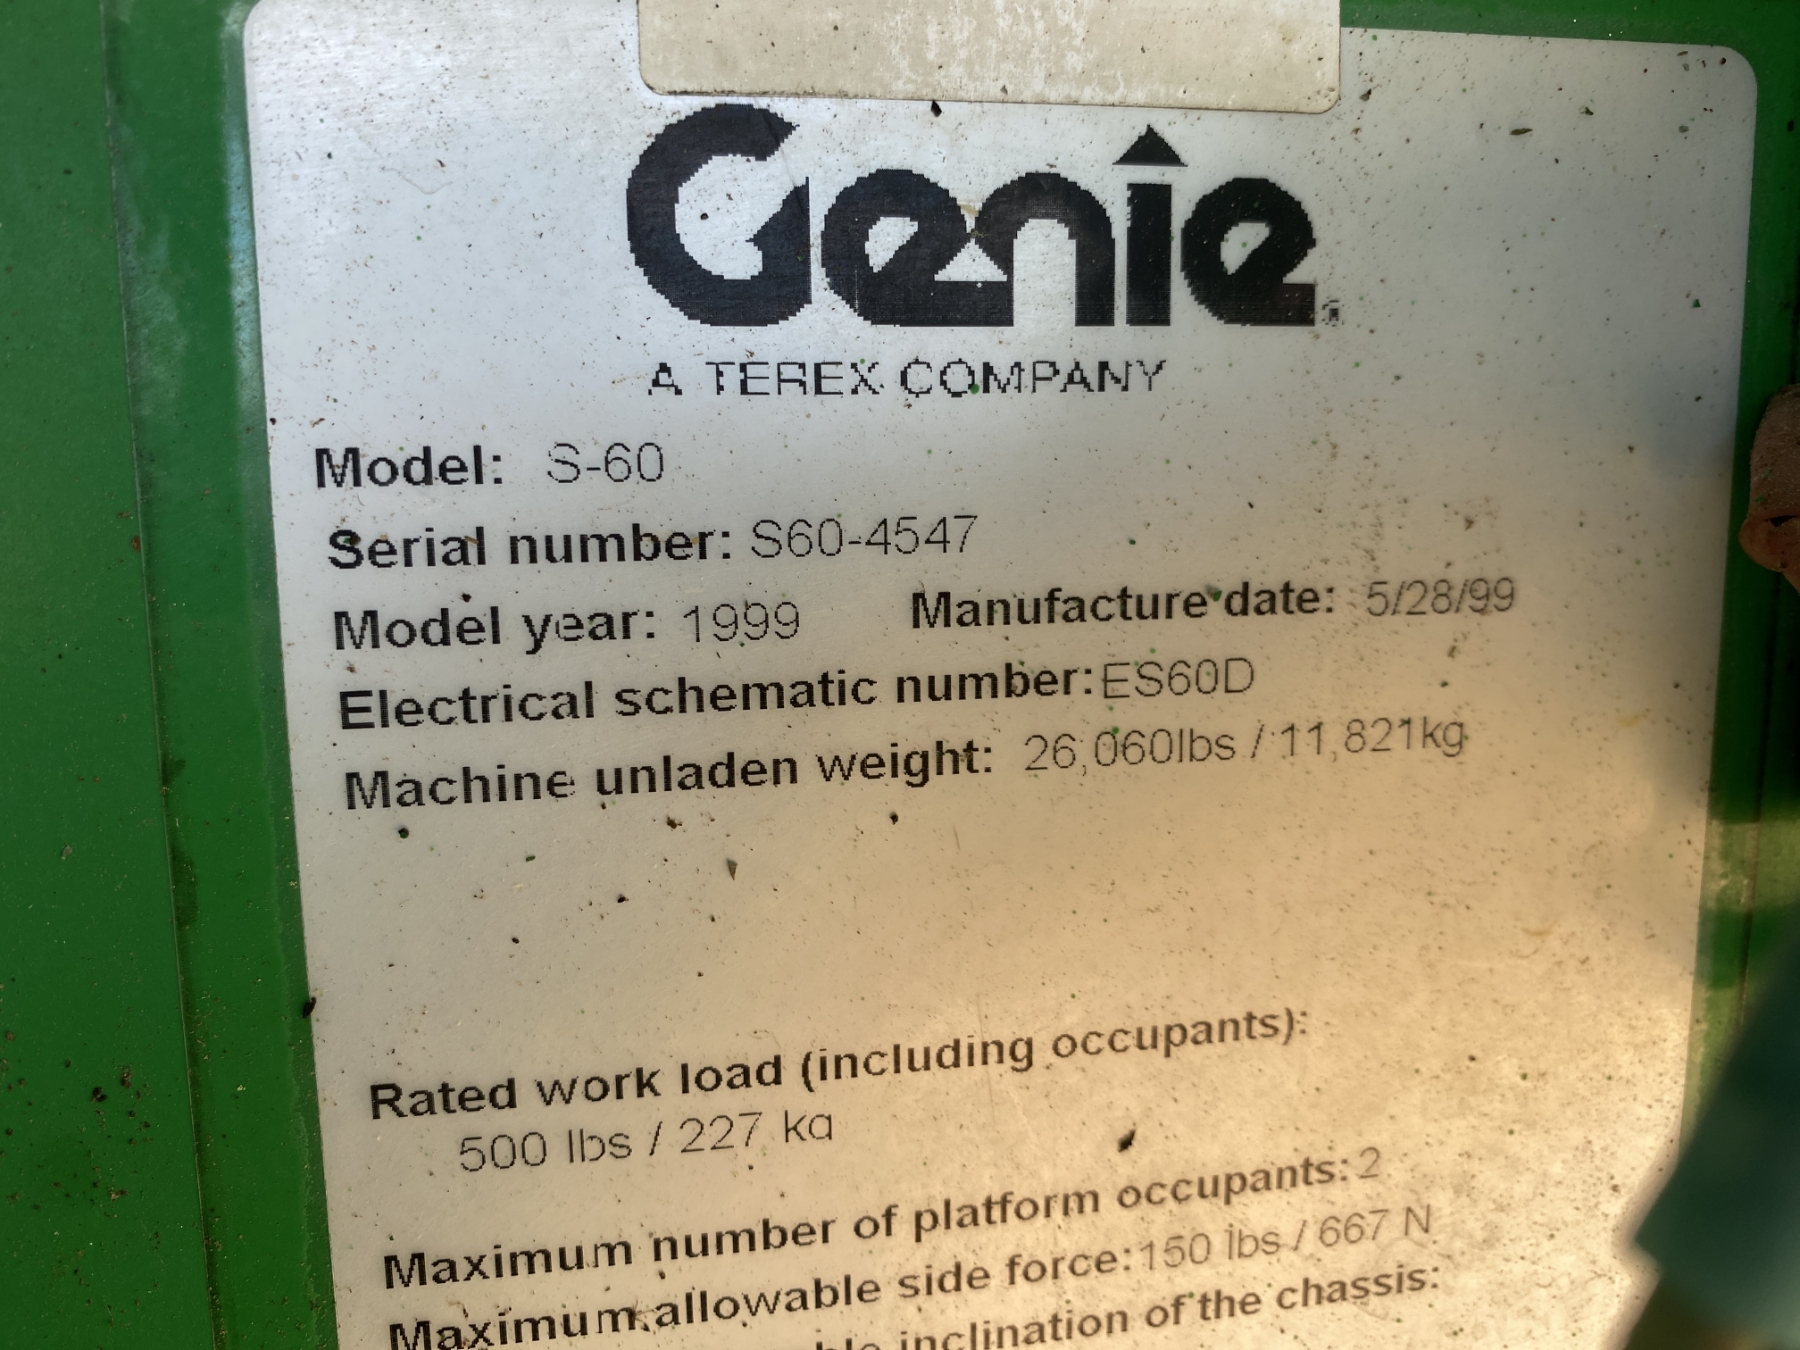 Genie®
A TEREX COMPANY
Model: S-60
Serial number: S60-4547
Model year: 1999 Manufacture date: 5/28/99
Electrical schematic number: ES60D
Machine unladen weight: 26,060lbs / 11,821kg
Rated work load (including occupants):
500 lbs / 227 kg
Maximum number of platform occupants: 2
Maximum allowable side force: 150 lbs / 667 N
inclination of the chassis: